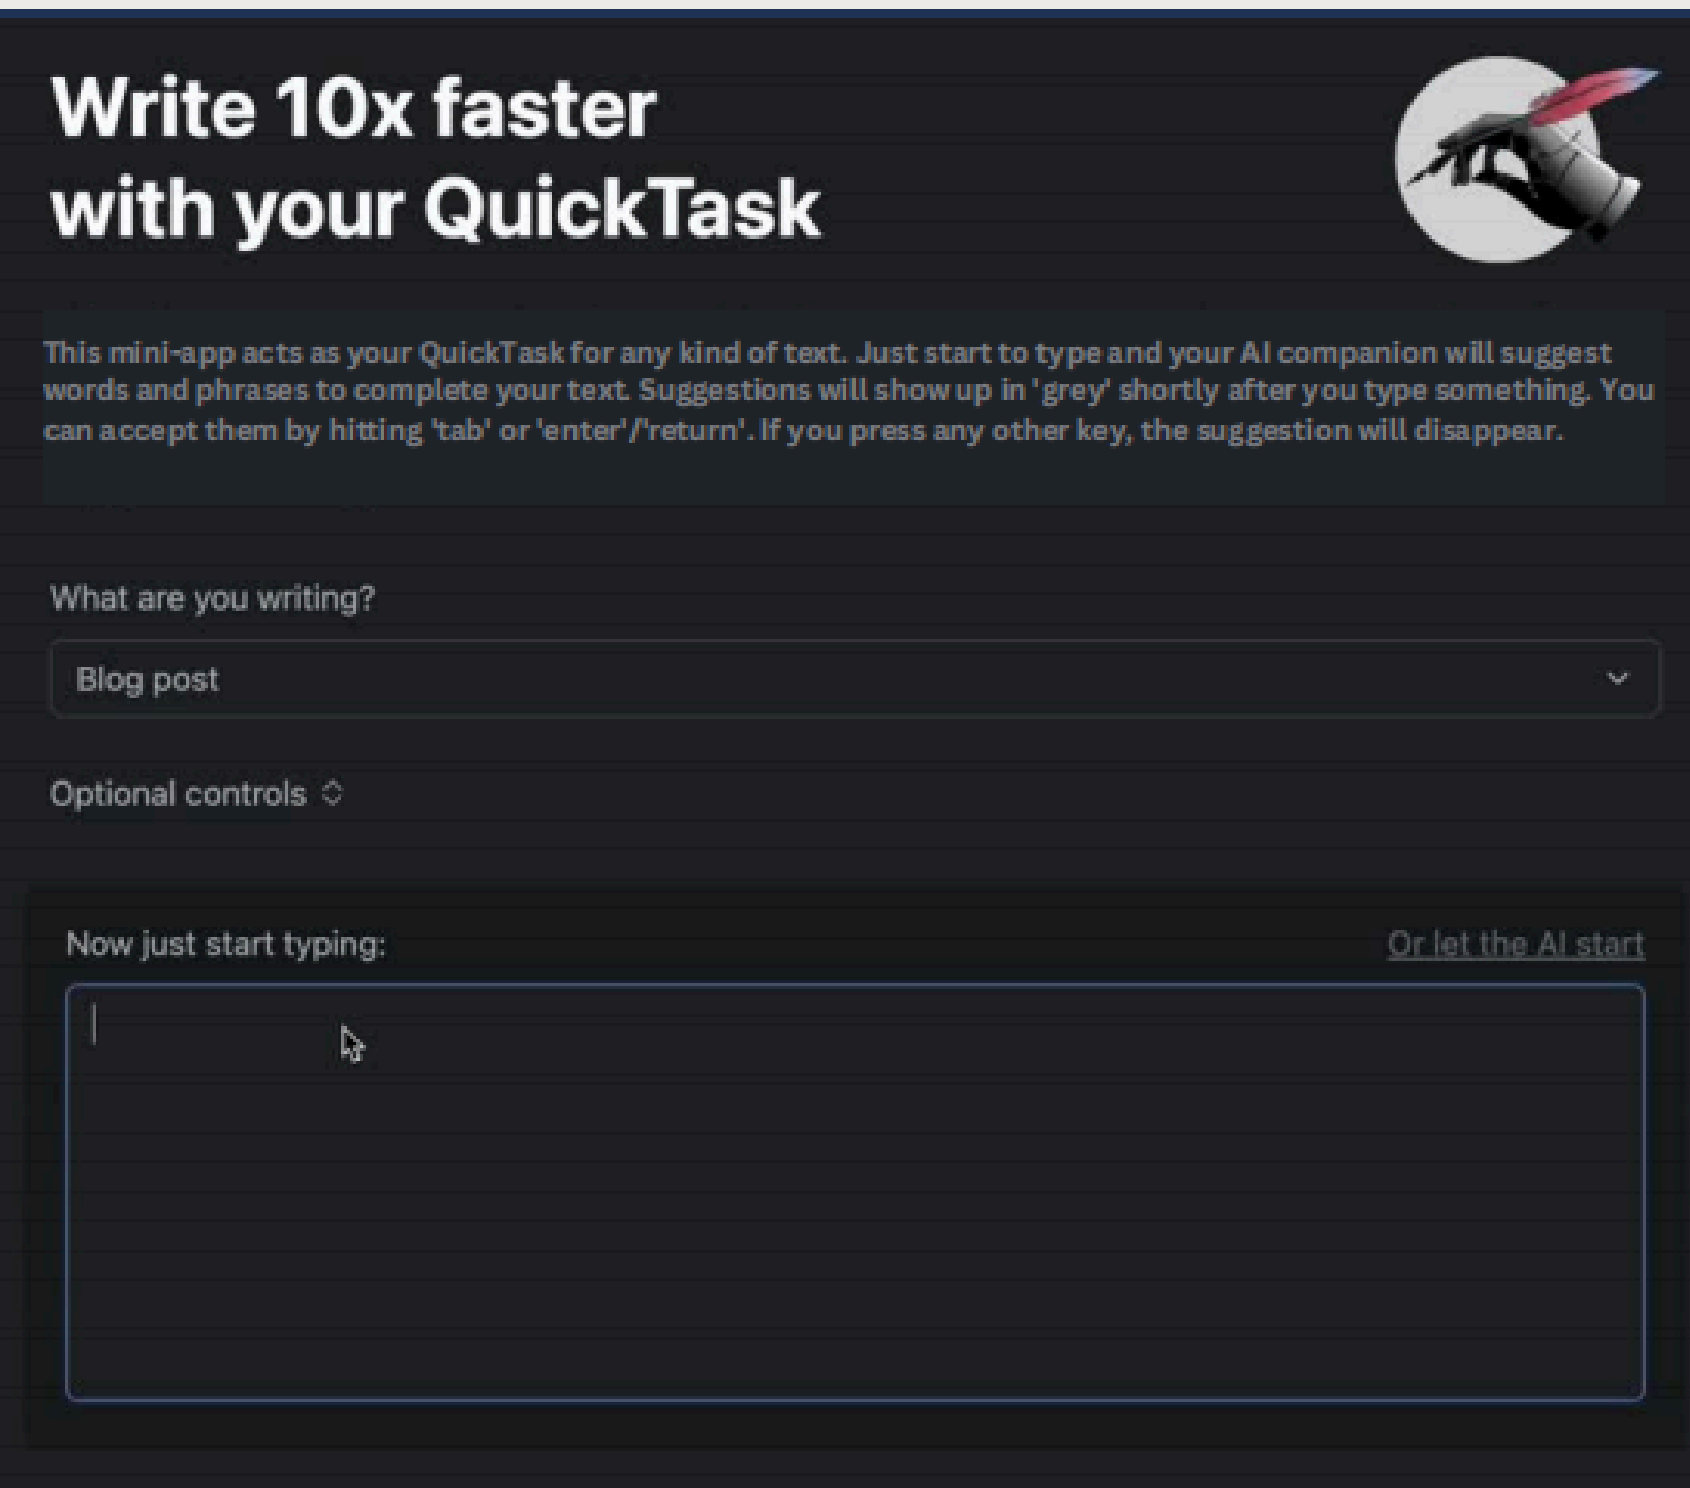 Write 10x faster
with your QuickTask
This mini-app acts as your QuickTask for any kind of text. Just start to type and your AI companion will suggest
words and phrases to complete your text. Suggestions will show up in 'grey' shortly after you type something. You
can accept them by hitting 'tab' or 'enter'/'return'. If you press any other key, the suggestion will disappear.
What are you writing?
Blog post
Optional controls
Now just start typing:
Or let the AI start